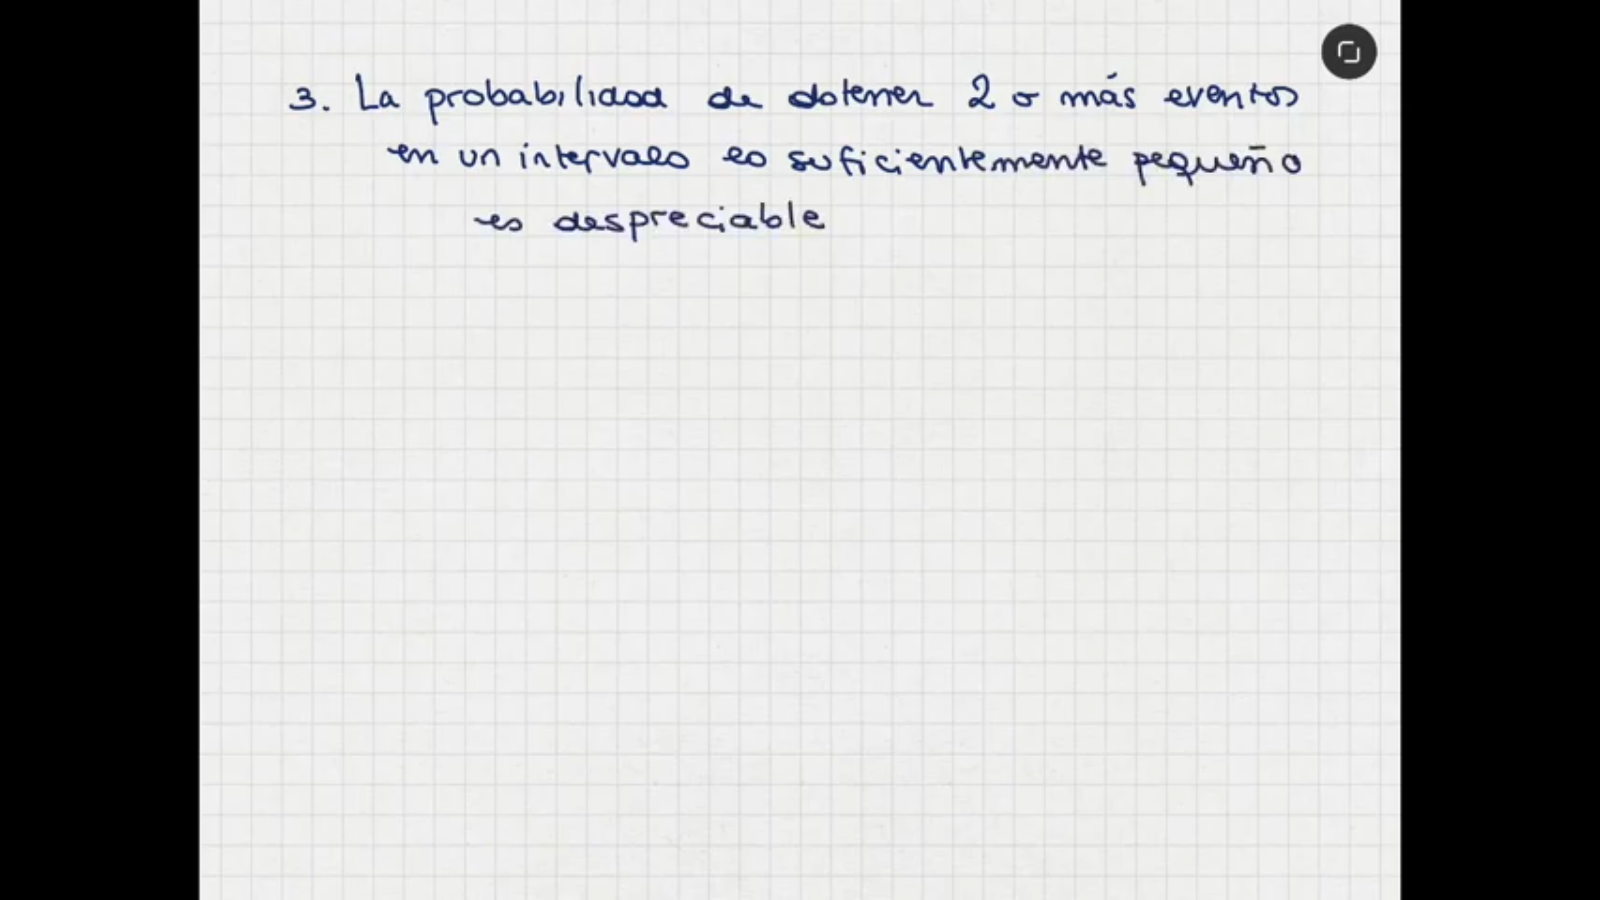 3. La probabilidad de obtener 2 o más eventos
en un intervalo lo suficientemente pequeño
es despreciable